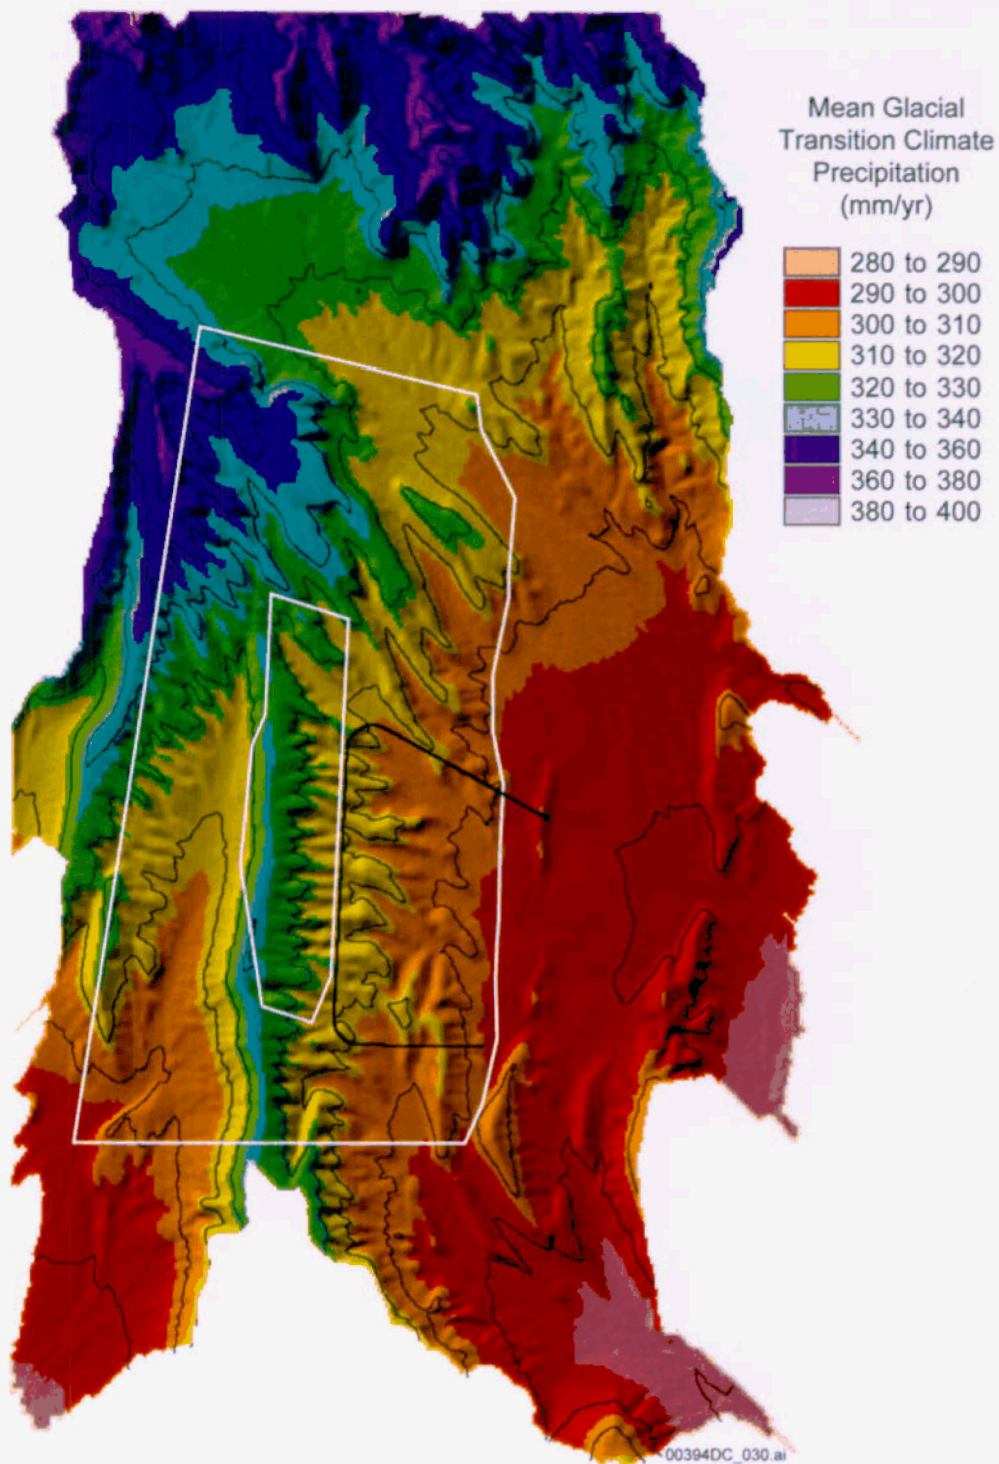 Mean Glacial
Transition Climate
Precipitation
(mm/yr)
280 to 290
290 to 300
300 to 310
310 to 320
320 to 330
330 to 340
340 to 360
360 to 380
380 to 400
00394DC_030.ai